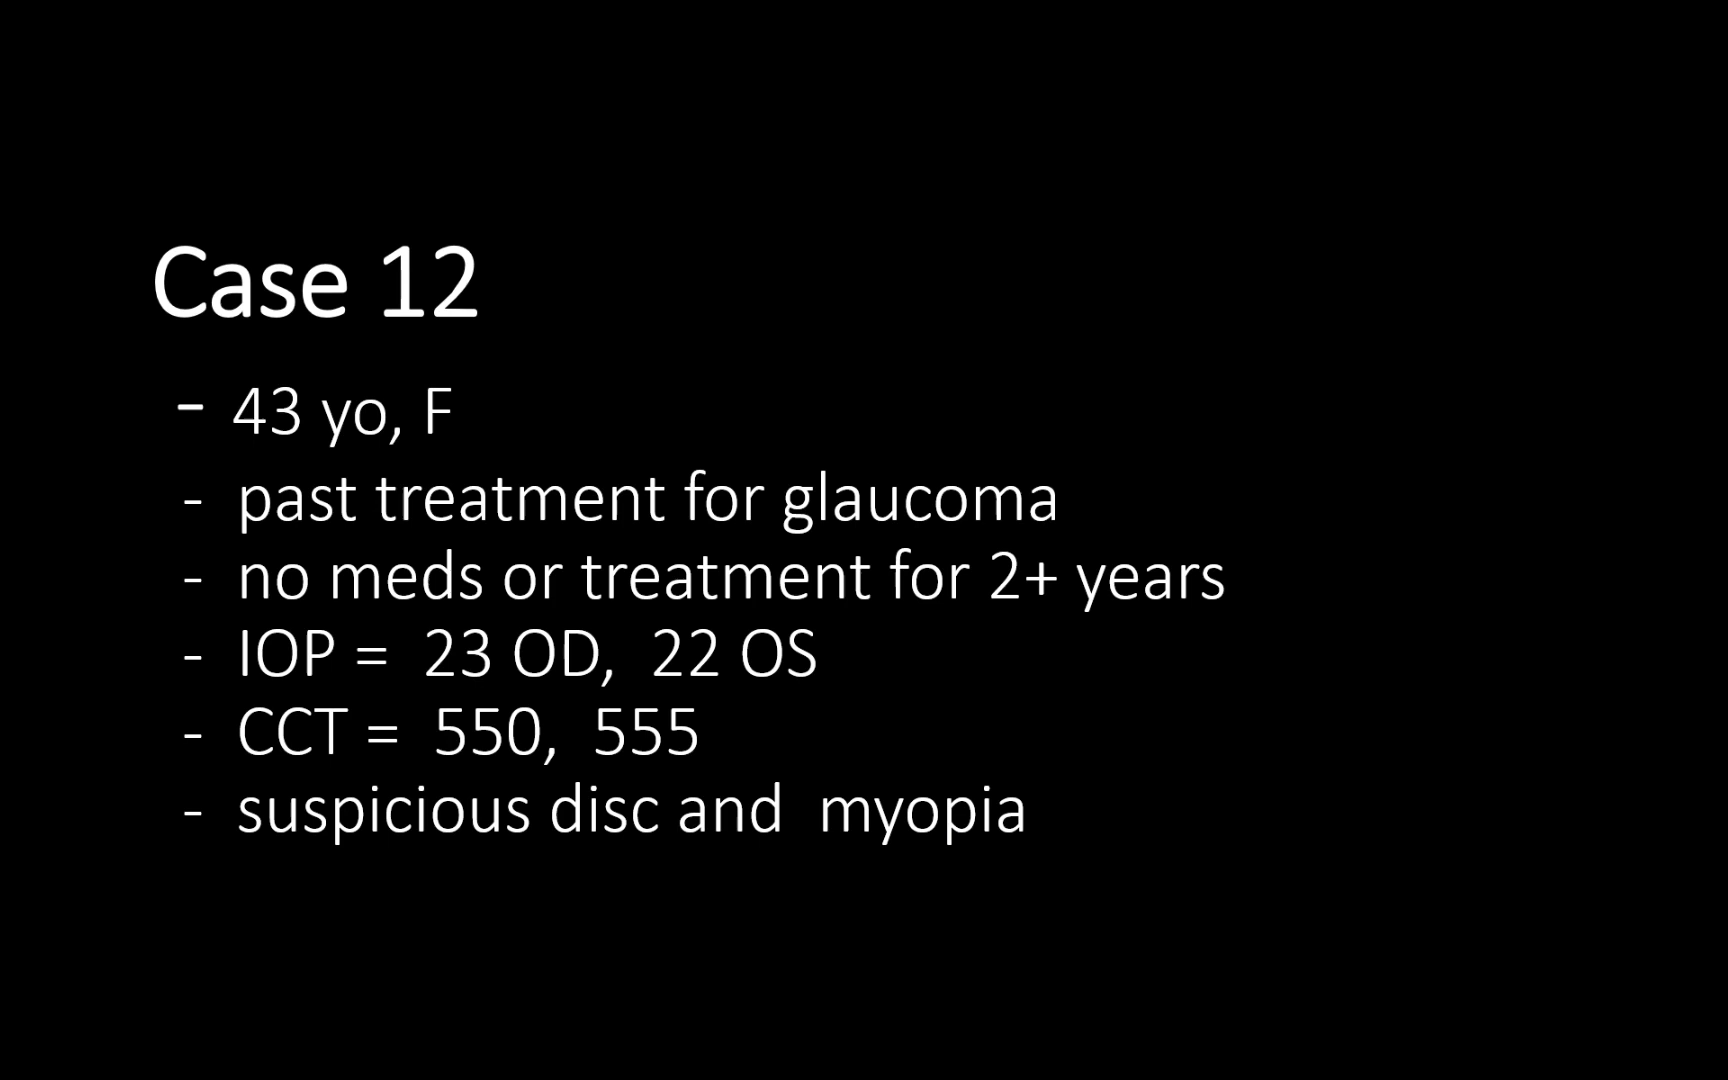 Case 12
- 43 yo, F
- past treatment for glaucoma
- no meds or treatment for 2+ years
- IOP = 23 OD, 22 OS
- CCT = 550, 555
- suspicious disc and myopia